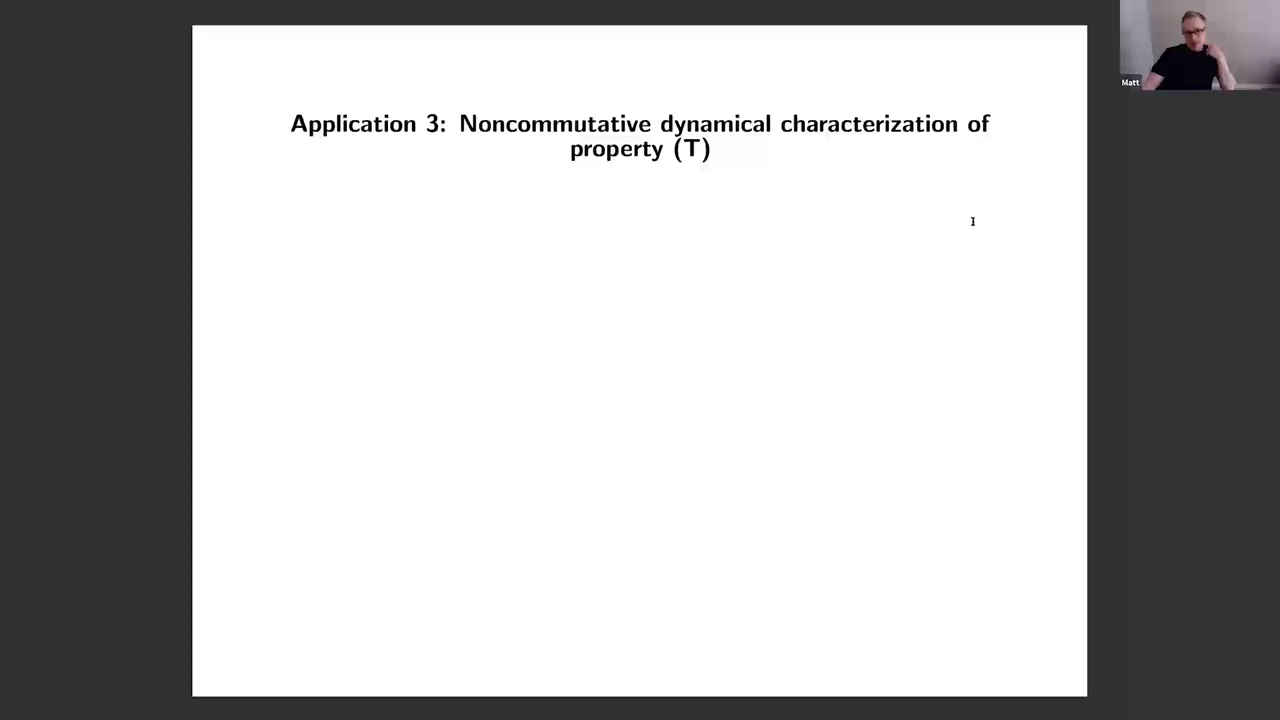 Application 3: Noncommutative dynamical characterization of
property (T)
Matt